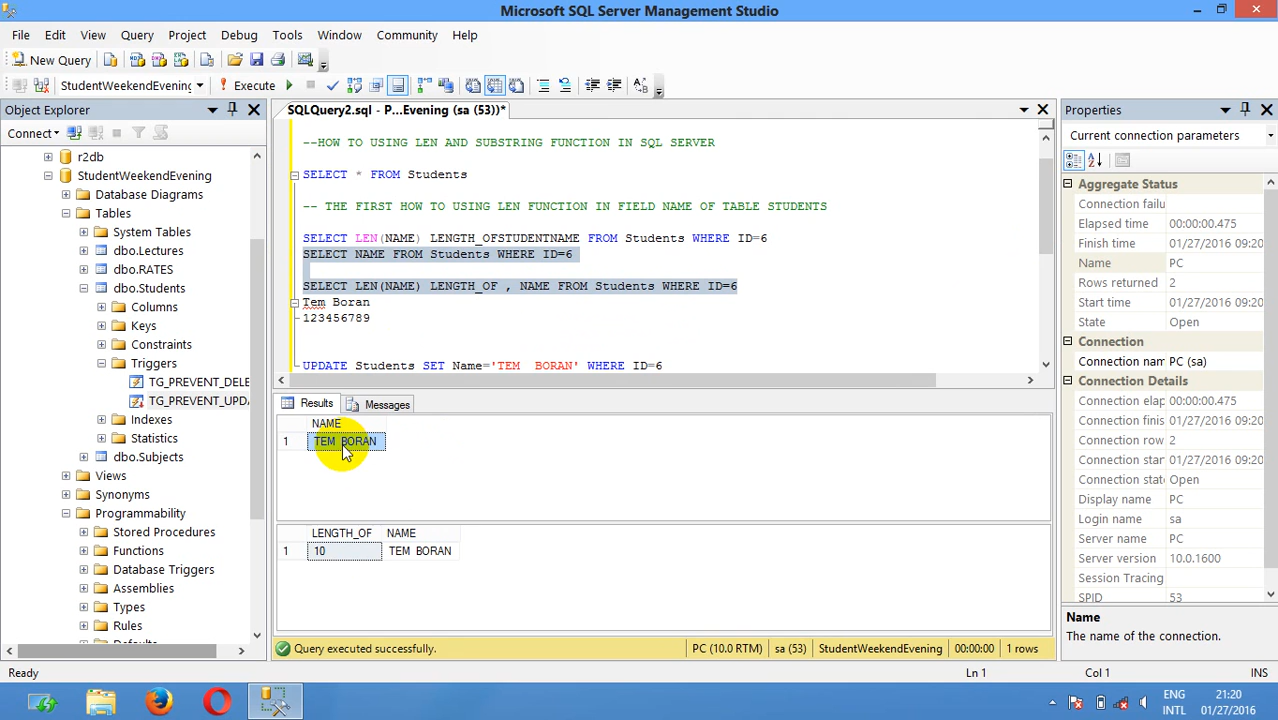 Microsoft SQL Server Management Studio
File Edit View Query Project Debug Tools Window Community Help
New Query
StudentWeekendEvening Execute
Object Explorer
Connect
r2db
StudentWeekendEvening
Database Diagrams
Tables
System Tables
dbo.Lectures
dbo.RATES
dbo.Students
Columns
Keys
Constraints
Triggers
TG_PREVENT_DELE
TG_PREVENT_UPDA
Indexes
Statistics
dbo.Subjects
Views
Synonyms
Programmability
Stored Procedures
Functions
Database Triggers
Assemblies
Types
Rules
Defaults
SQLQuery2.sql - P...Evening (sa (53))*
--HOW TO USING LEN AND SUBSTRING FUNCTION IN SQL SERVER
SELECT * FROM Students
-- THE FIRST HOW TO USING LEN FUNCTION IN FIELD NAME OF TABLE STUDENTS
SELECT LEN(NAME) LENGTH_OFSTUDENTNAME FROM Students WHERE ID=6
SELECT NAME FROM Students WHERE ID=6
SELECT LEN(NAME) LENGTH_OF , NAME FROM Students WHERE ID=6
Tem Boran
123456789
UPDATE Students SET Name='TEM  BORAN' WHERE ID=6
Results Messages
NAME
1 TEM BORAN
LENGTH_OF NAME
1 10 TEM BORAN
Query executed successfully. PC (10.0 RTM) sa (53) StudentWeekendEvening 00:00:00 1 rows
Properties
Current connection parameters
Aggregate Status
Connection failu
Elapsed time 00:00:00.475
Finish time 01/27/2016 09:20
Name PC
Rows returned 2
Start time 01/27/2016 09:20
State Open
Connection
Connection nam PC (sa)
Connection Details
Connection elap 00:00:00.475
Connection finis 01/27/2016 09:20
Connection row 2
Connection star 01/27/2016 09:20
Connection stat Open
Display name PC
Login name sa
Server name PC
Server version 10.0.1600
Session Tracing
SPID 53
Name
The name of the connection.
Ready Ln 1 Col 1 INS
ENG 21:20
INTL 01/27/2016